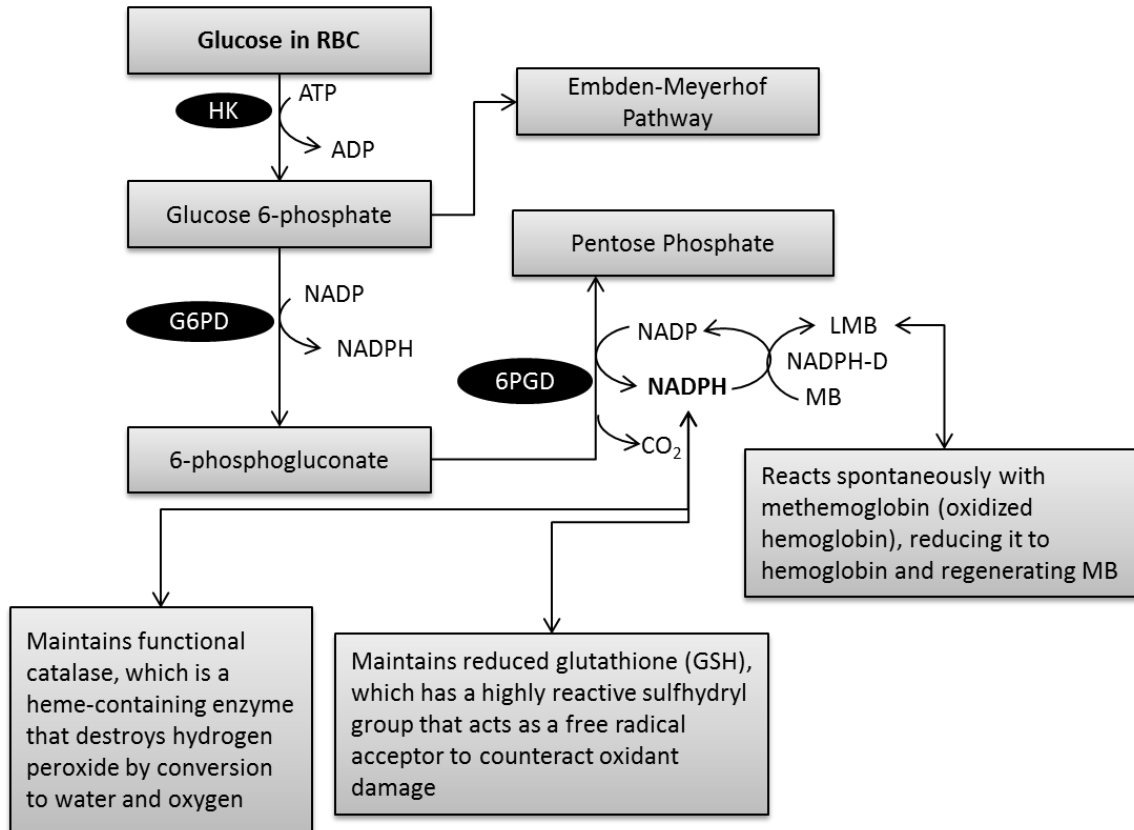 Glucose in RBC
HK
ATP
ADP
Embden-Meyerhof
Pathway
Glucose 6-phosphate
Pentose Phosphate
G6PD
NADP
NADPH
6PGD
NADP
NADPH
CO₂
LMB
NADPH-D
MB
6-phosphogluconate
Reacts spontaneously with
methemoglobin (oxidized
hemoglobin), reducing it to
hemoglobin and regenerating MB
Maintains functional
catalase, which is a
heme-containing enzyme
that destroys hydrogen
peroxide by conversion
to water and oxygen
Maintains reduced glutathione (GSH),
which has a highly reactive sulfhydryl
group that acts as a free radical
acceptor to counteract oxidant
damage